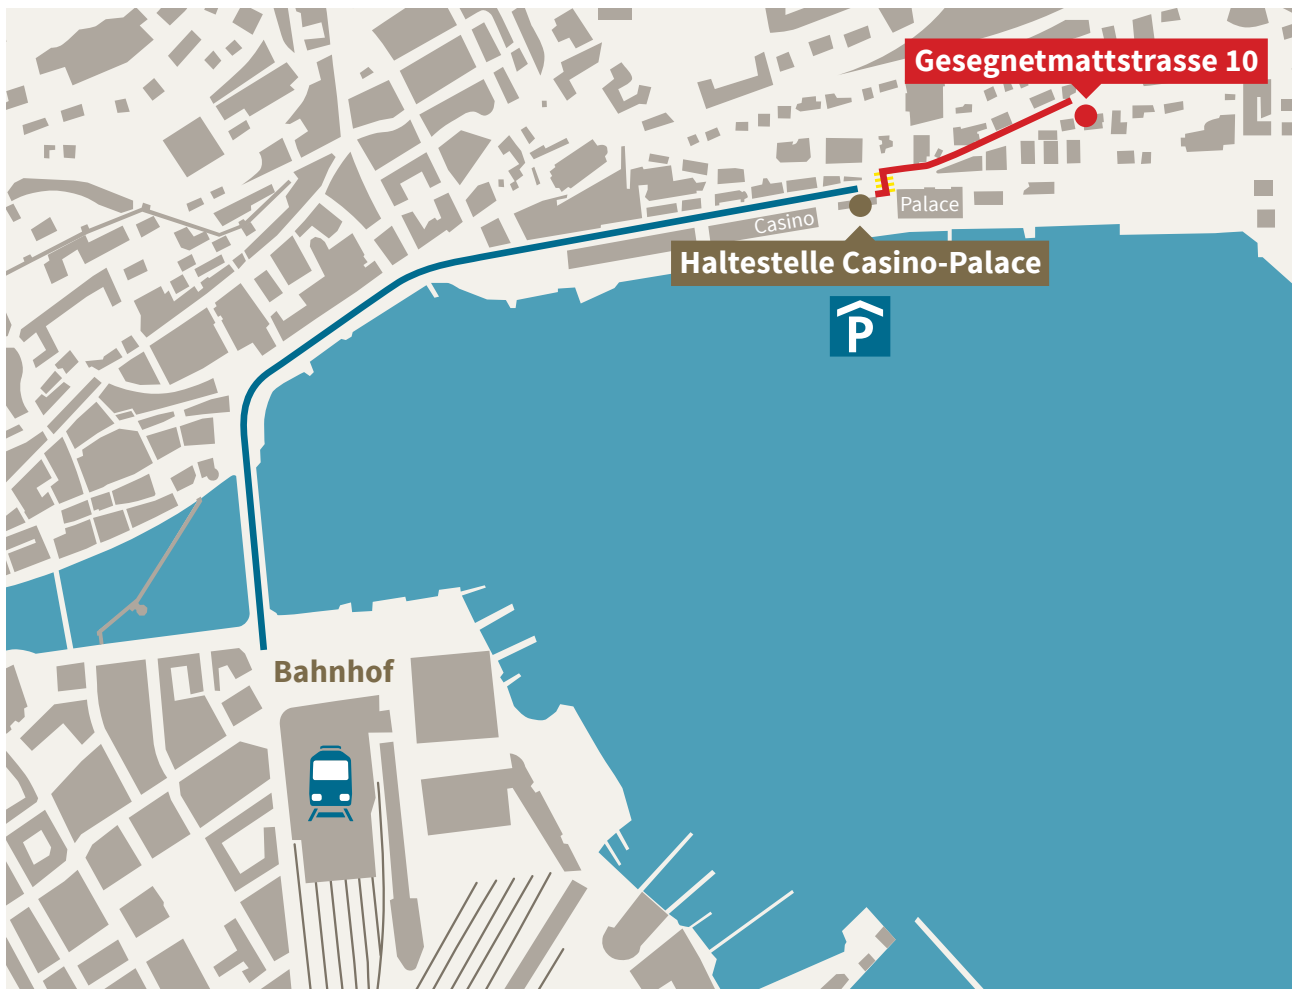 Gesegnetmattstrasse 10
Palace
Casino
Haltestelle Casino-Palace
P
Bahnhof